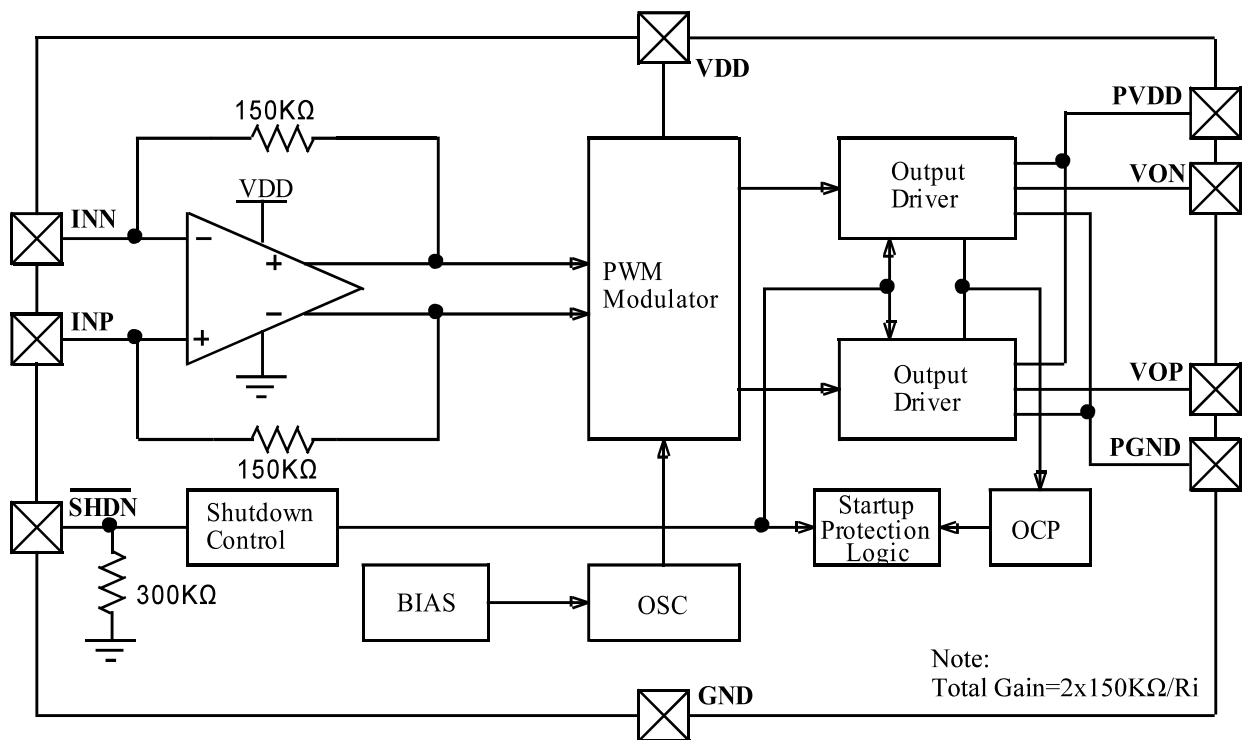 VDD
PVDD
150KΩ
VDD
Output
Driver
VON
INN
−
+
PWM
Modulator
INP
−
+
Output
Driver
VOP
150KΩ
PGND
SHDN
Shutdown
Control
Startup
Protection
Logic
OCP
300KΩ
BIAS
OSC
Note:
Total Gain=2x150KΩ/Ri
GND